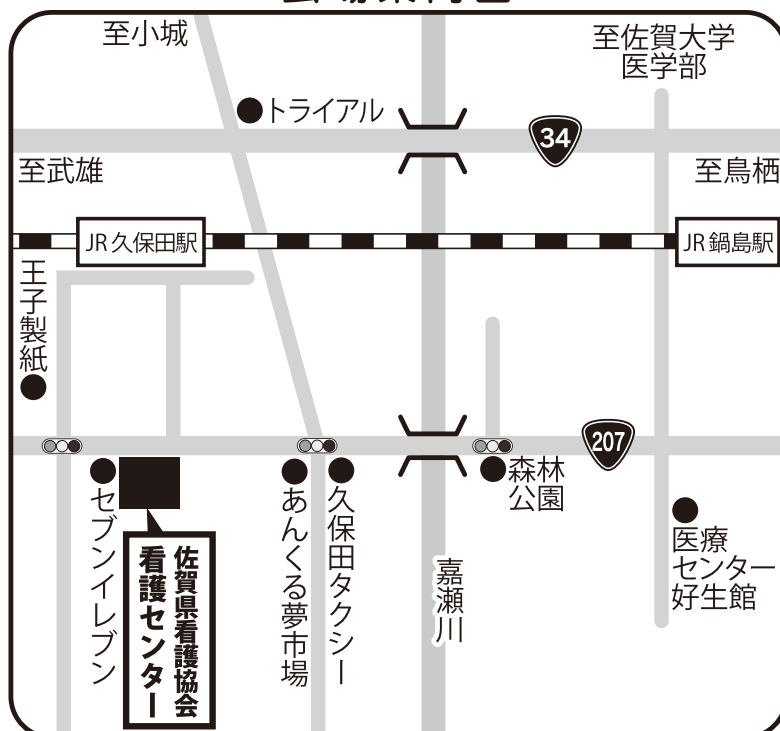 至小城
至佐賀大学
医学部
トライアル
34
至武雄
至鳥栖
JR久保田駅
JR鍋島駅
王子製紙
207
セブンイレブン
佐賀県看護協会
看護センター
あんくる夢市場
久保田タクシー
嘉瀬川
森林
公園
医療
センター
好生館